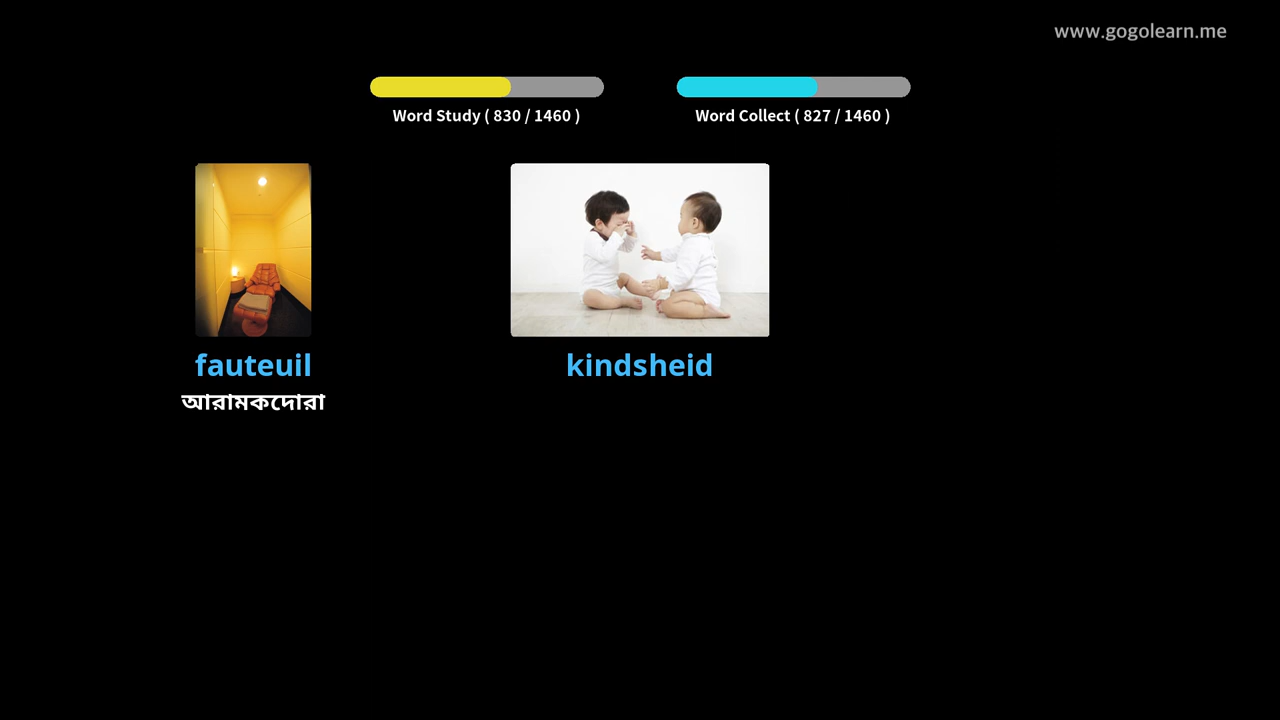 www.gogolearn.me
Word Study ( 830 / 1460 )
Word Collect ( 827 / 1460 )
fauteuil
আরামকদোরা
kindsheid